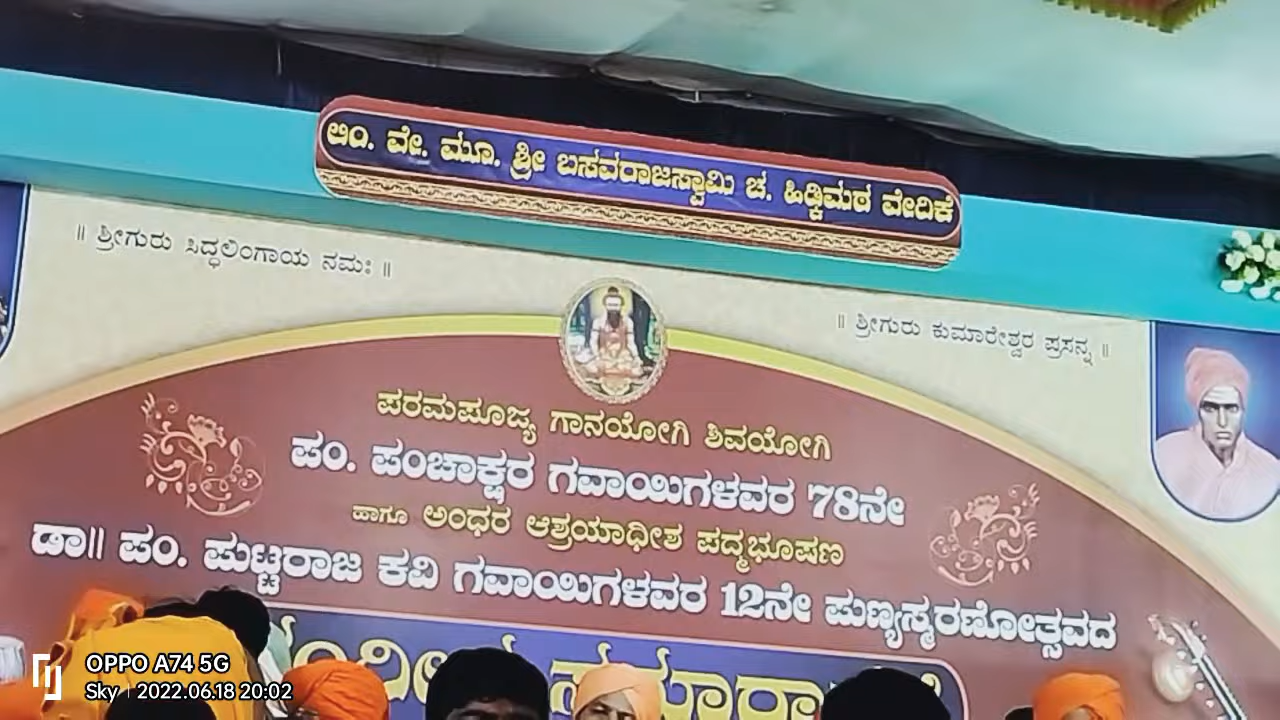 ಲಿಂ. ವೇ. ಮೂ. ಶ್ರೀ ಬಸವರಾಜಸ್ವಾಮಿ ಚ. ಹಿಡ್ಕಿಮಠ ವೇದಿಕೆ
॥ ಶ್ರೀಗುರು ಸಿದ್ಧಲಿಂಗಾಯ ನಮಃ ॥
॥ ಶ್ರೀಗುರು ಕುಮಾರೇಶ್ವರ ಪ್ರಸನ್ನ ॥
ಪರಮಪೂಜ್ಯ ಗಾನಯೋಗಿ ಶಿವಯೋಗಿ
ಪಂ. ಪಂಚಾಕ್ಷರ ಗವಾಯಿಗಳವರ 78ನೇ
ಹಾಗೂ ಅಂಧರ ಆಶ್ರಯಾಧೀಶ ಪದ್ಮಭೂಷಣ
ಡಾ॥ ಪಂ. ಪುಟ್ಟರಾಜ ಕವಿ ಗವಾಯಿಗಳವರ 12ನೇ ಪುಣ್ಯಸ್ಮರಣೋತ್ಸವದ
OPPO A74 5G
Sky | 2022.06.18 20:02